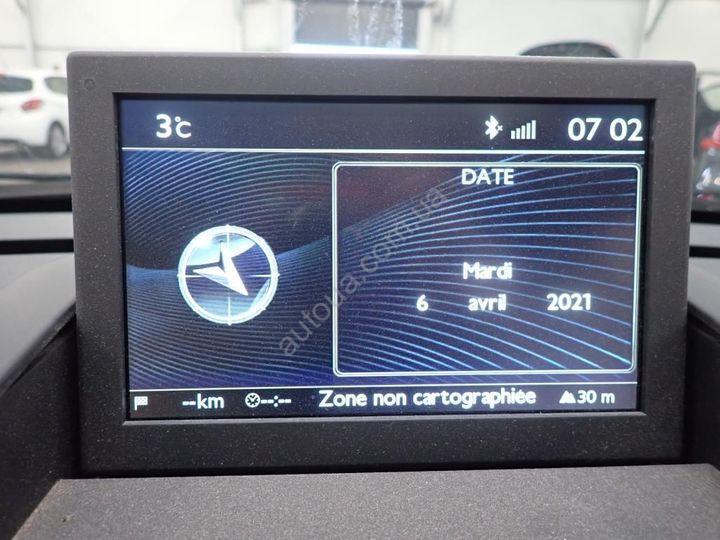 3°C 07 02
DATE
Mardi
6 avril 2021
--km --:-- Zone non cartographiée 30 m
autoua.com.ua